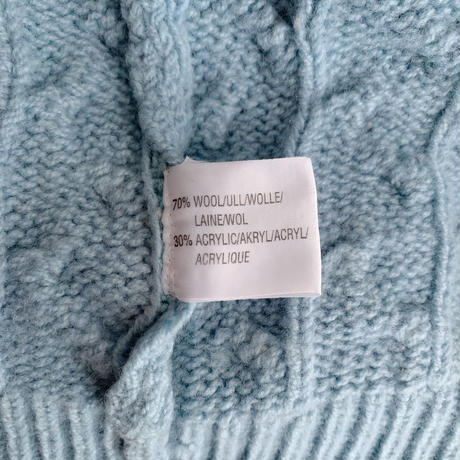 70% WOOL/ULL/WOLLE/
LAINE/WOL
30% ACRYLIC/AKRYL/ACRYL/
ACRYLIQUE